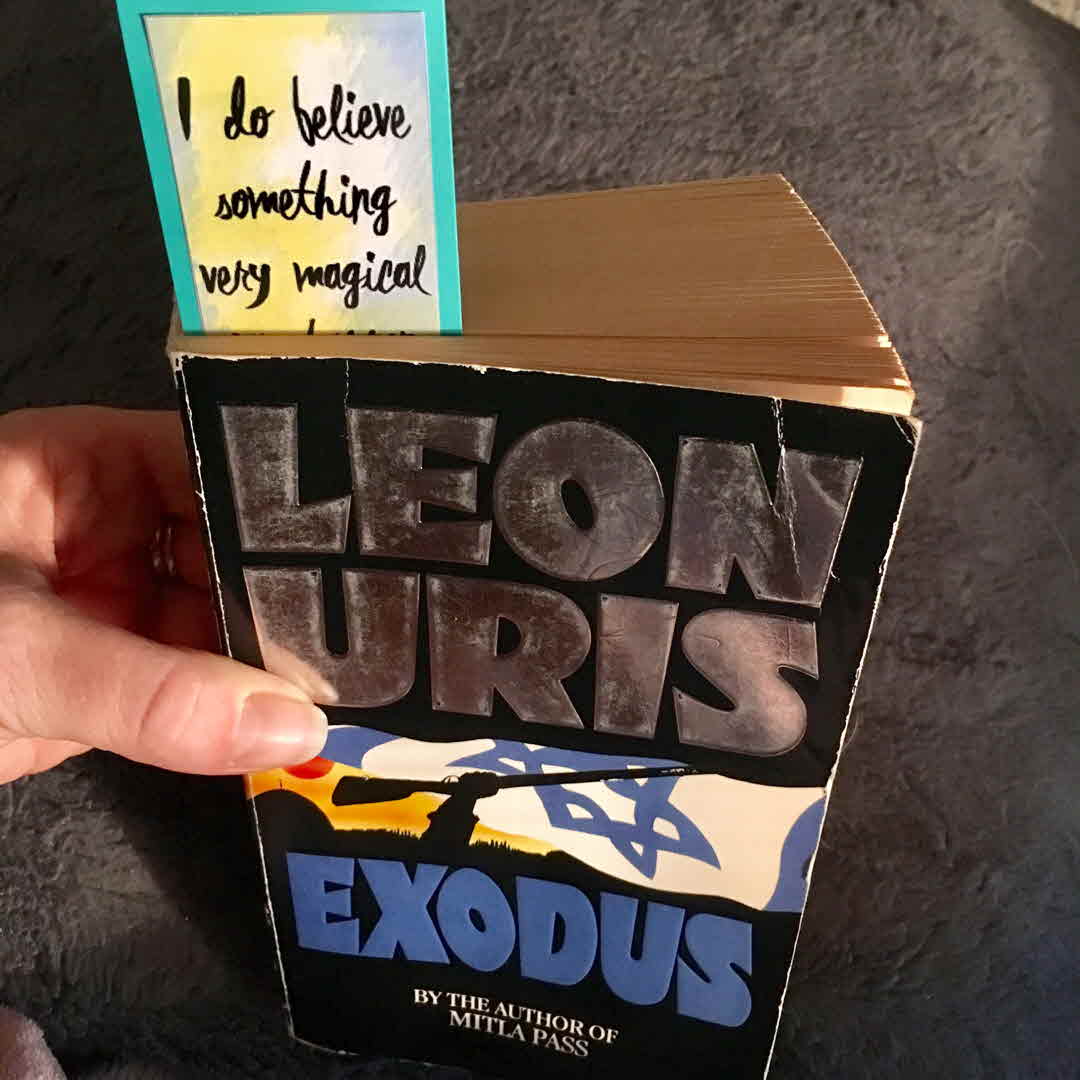 I do believe
something
very magical
LEON
URIS
EXODUS
BY THE AUTHOR OF
MITLA PASS